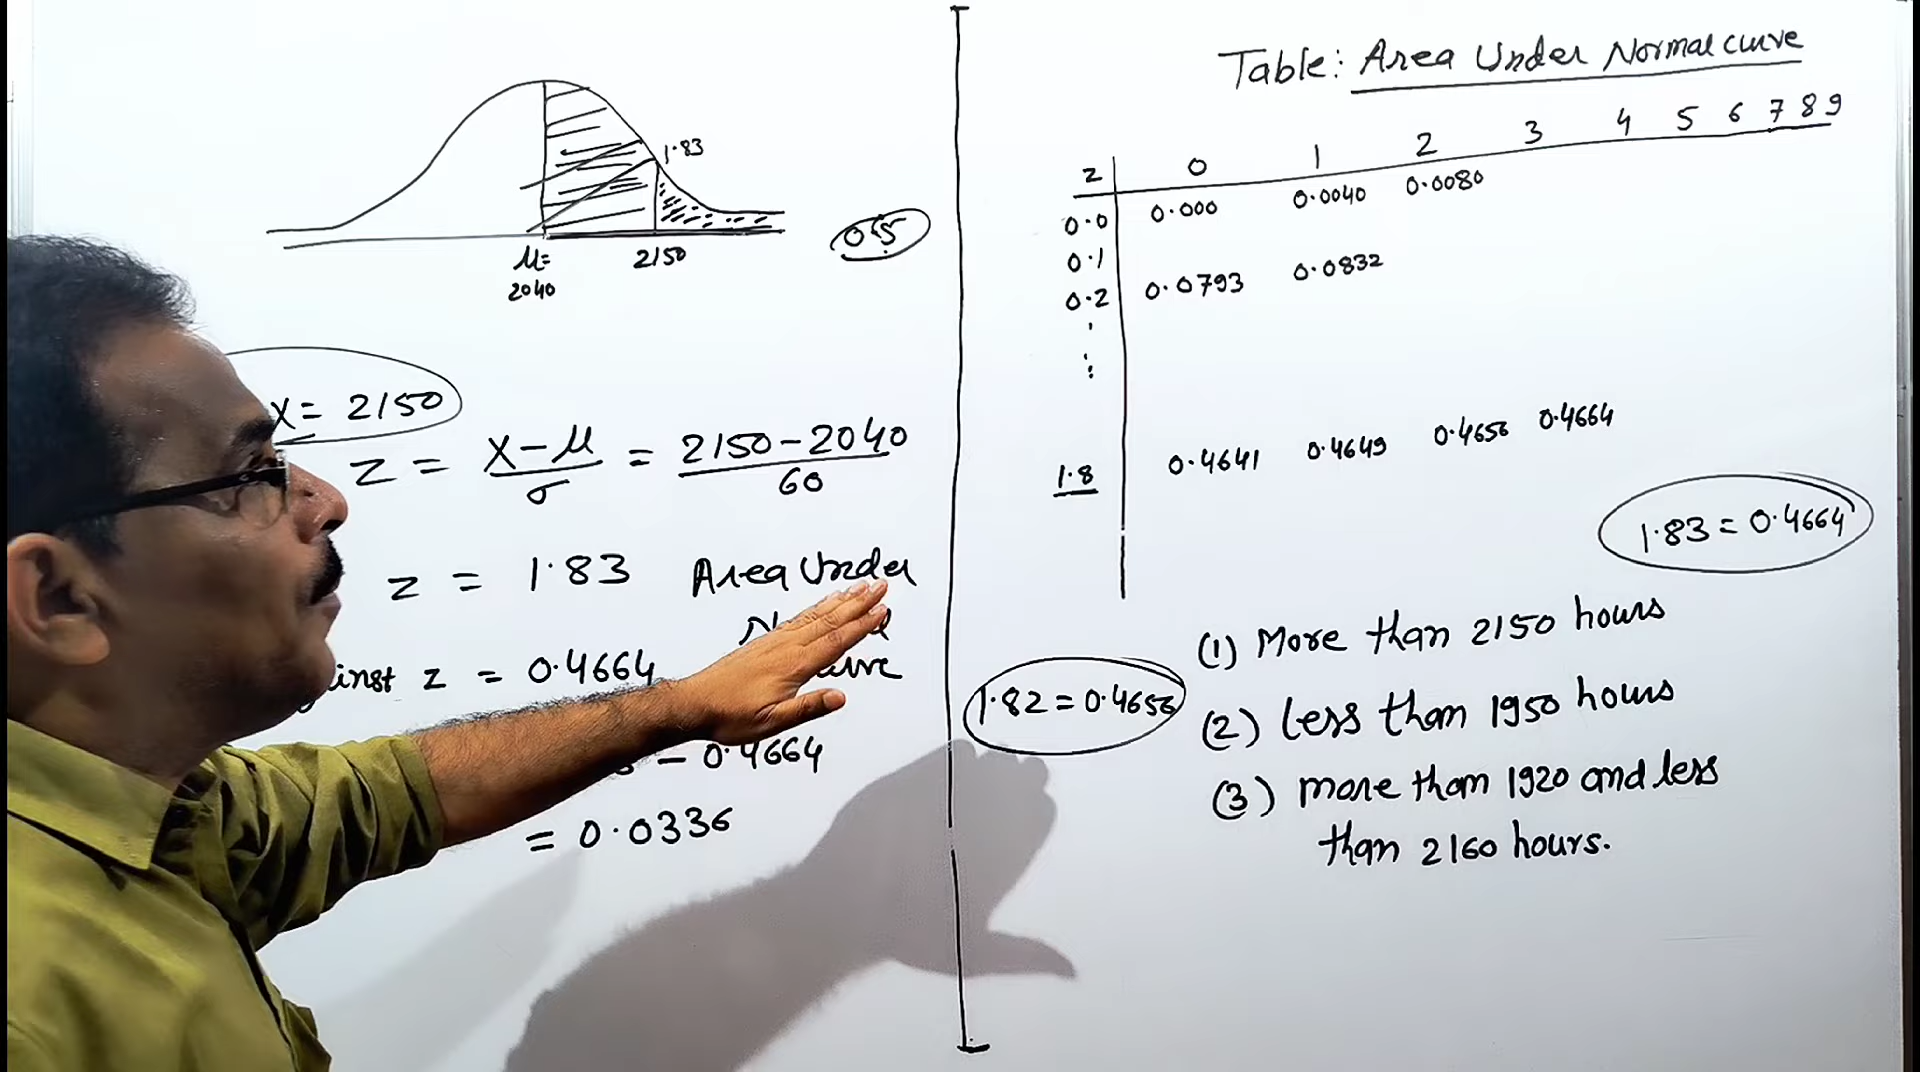 1.83
0.5
μ=
2040
2150
x = 2150
z = x-μ/σ = 2150-2040/60
z = 1.83 Area Under
z = 0.4664
- 0.4664
= 0.0336
Table: Area Under Normal curve
z 0 1 2 3 4 5 6 7 8 9
0.0 0.000 0.0040 0.0080
0.1
0.2 0.0793 0.0832
1.8 0.4641 0.4649 0.4656 0.4664
1.83 = 0.4664
1.82 = 0.4656
(1) More than 2150 hours
(2) Less than 1950 hours
(3) more than 1920 and less
than 2160 hours.